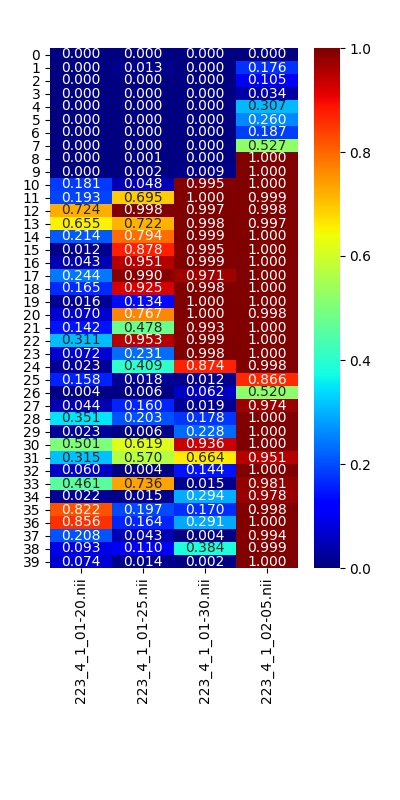 0 0.000 0.000 0.000 0.000
1 0.000 0.013 0.000 0.176
2 0.000 0.000 0.000 0.105
3 0.000 0.000 0.000 0.034
4 0.000 0.000 0.000 0.307
5 0.000 0.000 0.000 0.260
6 0.000 0.000 0.000 0.187
7 0.000 0.000 0.000 0.527
8 0.000 0.001 0.000 1.000
9 0.000 0.002 0.009 1.000
10 0.181 0.048 0.995 1.000
11 0.193 0.695 1.000 0.999
12 0.724 0.998 0.997 0.998
13 0.655 0.722 0.998 0.997
14 0.214 0.794 0.999 1.000
15 0.012 0.878 0.995 1.000
16 0.043 0.951 0.999 1.000
17 0.244 0.990 0.971 1.000
18 0.165 0.925 0.998 1.000
19 0.016 0.134 1.000 1.000
20 0.070 0.767 1.000 0.998
21 0.142 0.478 0.993 1.000
22 0.311 0.953 0.999 1.000
23 0.072 0.231 0.998 1.000
24 0.023 0.409 0.874 0.998
25 0.158 0.018 0.012 0.866
26 0.004 0.006 0.062 0.520
27 0.044 0.160 0.019 0.974
28 0.351 0.203 0.178 1.000
29 0.023 0.006 0.228 1.000
30 0.501 0.619 0.936 1.000
31 0.315 0.570 0.664 0.951
32 0.060 0.004 0.144 1.000
33 0.461 0.736 0.015 0.981
34 0.022 0.015 0.294 0.978
35 0.822 0.197 0.170 0.998
36 0.856 0.164 0.291 1.000
37 0.208 0.043 0.004 0.994
38 0.093 0.110 0.384 0.999
39 0.074 0.014 0.002 1.000
223_4_1_01-20.nii
223_4_1_01-25.nii
223_4_1_01-30.nii
223_4_1_02-05.nii
1.0
0.8
0.6
0.4
0.2
0.0